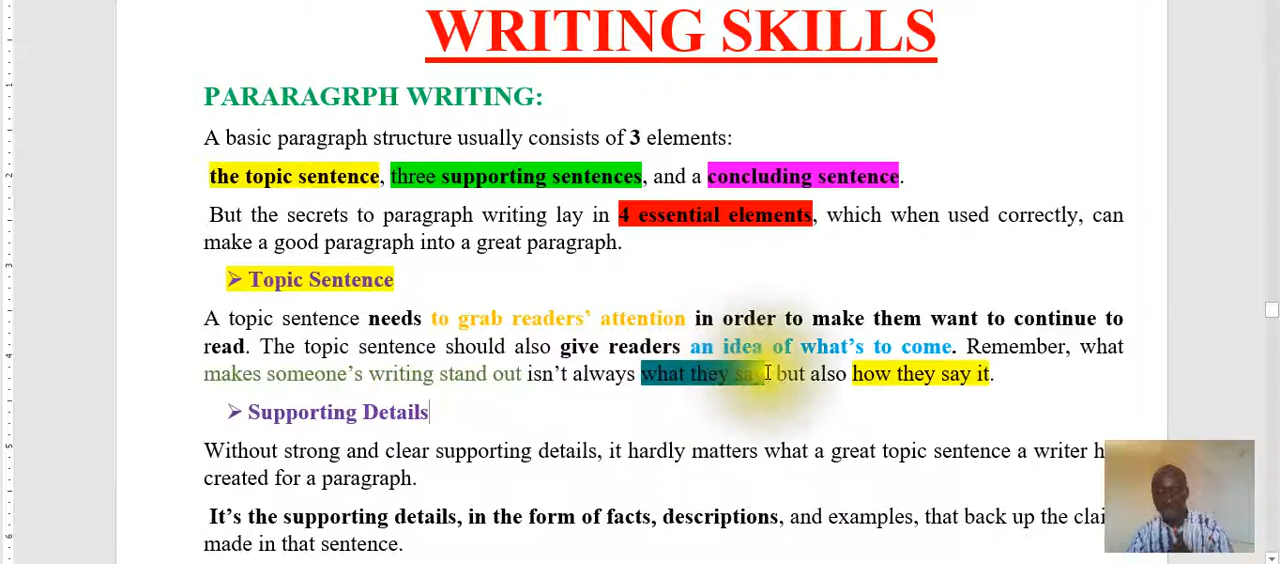 WRITING SKILLS
PARARAGRPH WRITING:
A basic paragraph structure usually consists of 3 elements:
the topic sentence, three supporting sentences, and a concluding sentence.
But the secrets to paragraph writing lay in 4 essential elements, which when used correctly, can
make a good paragraph into a great paragraph.
➢ Topic Sentence
A topic sentence needs to grab readers’ attention in order to make them want to continue to
read. The topic sentence should also give readers an idea of what’s to come. Remember, what
makes someone’s writing stand out isn’t always what they say but also how they say it.
➢ Supporting Details
Without strong and clear supporting details, it hardly matters what a great topic sentence a writer
created for a paragraph.
It’s the supporting details, in the form of facts, descriptions, and examples, that back up the
made in that sentence.